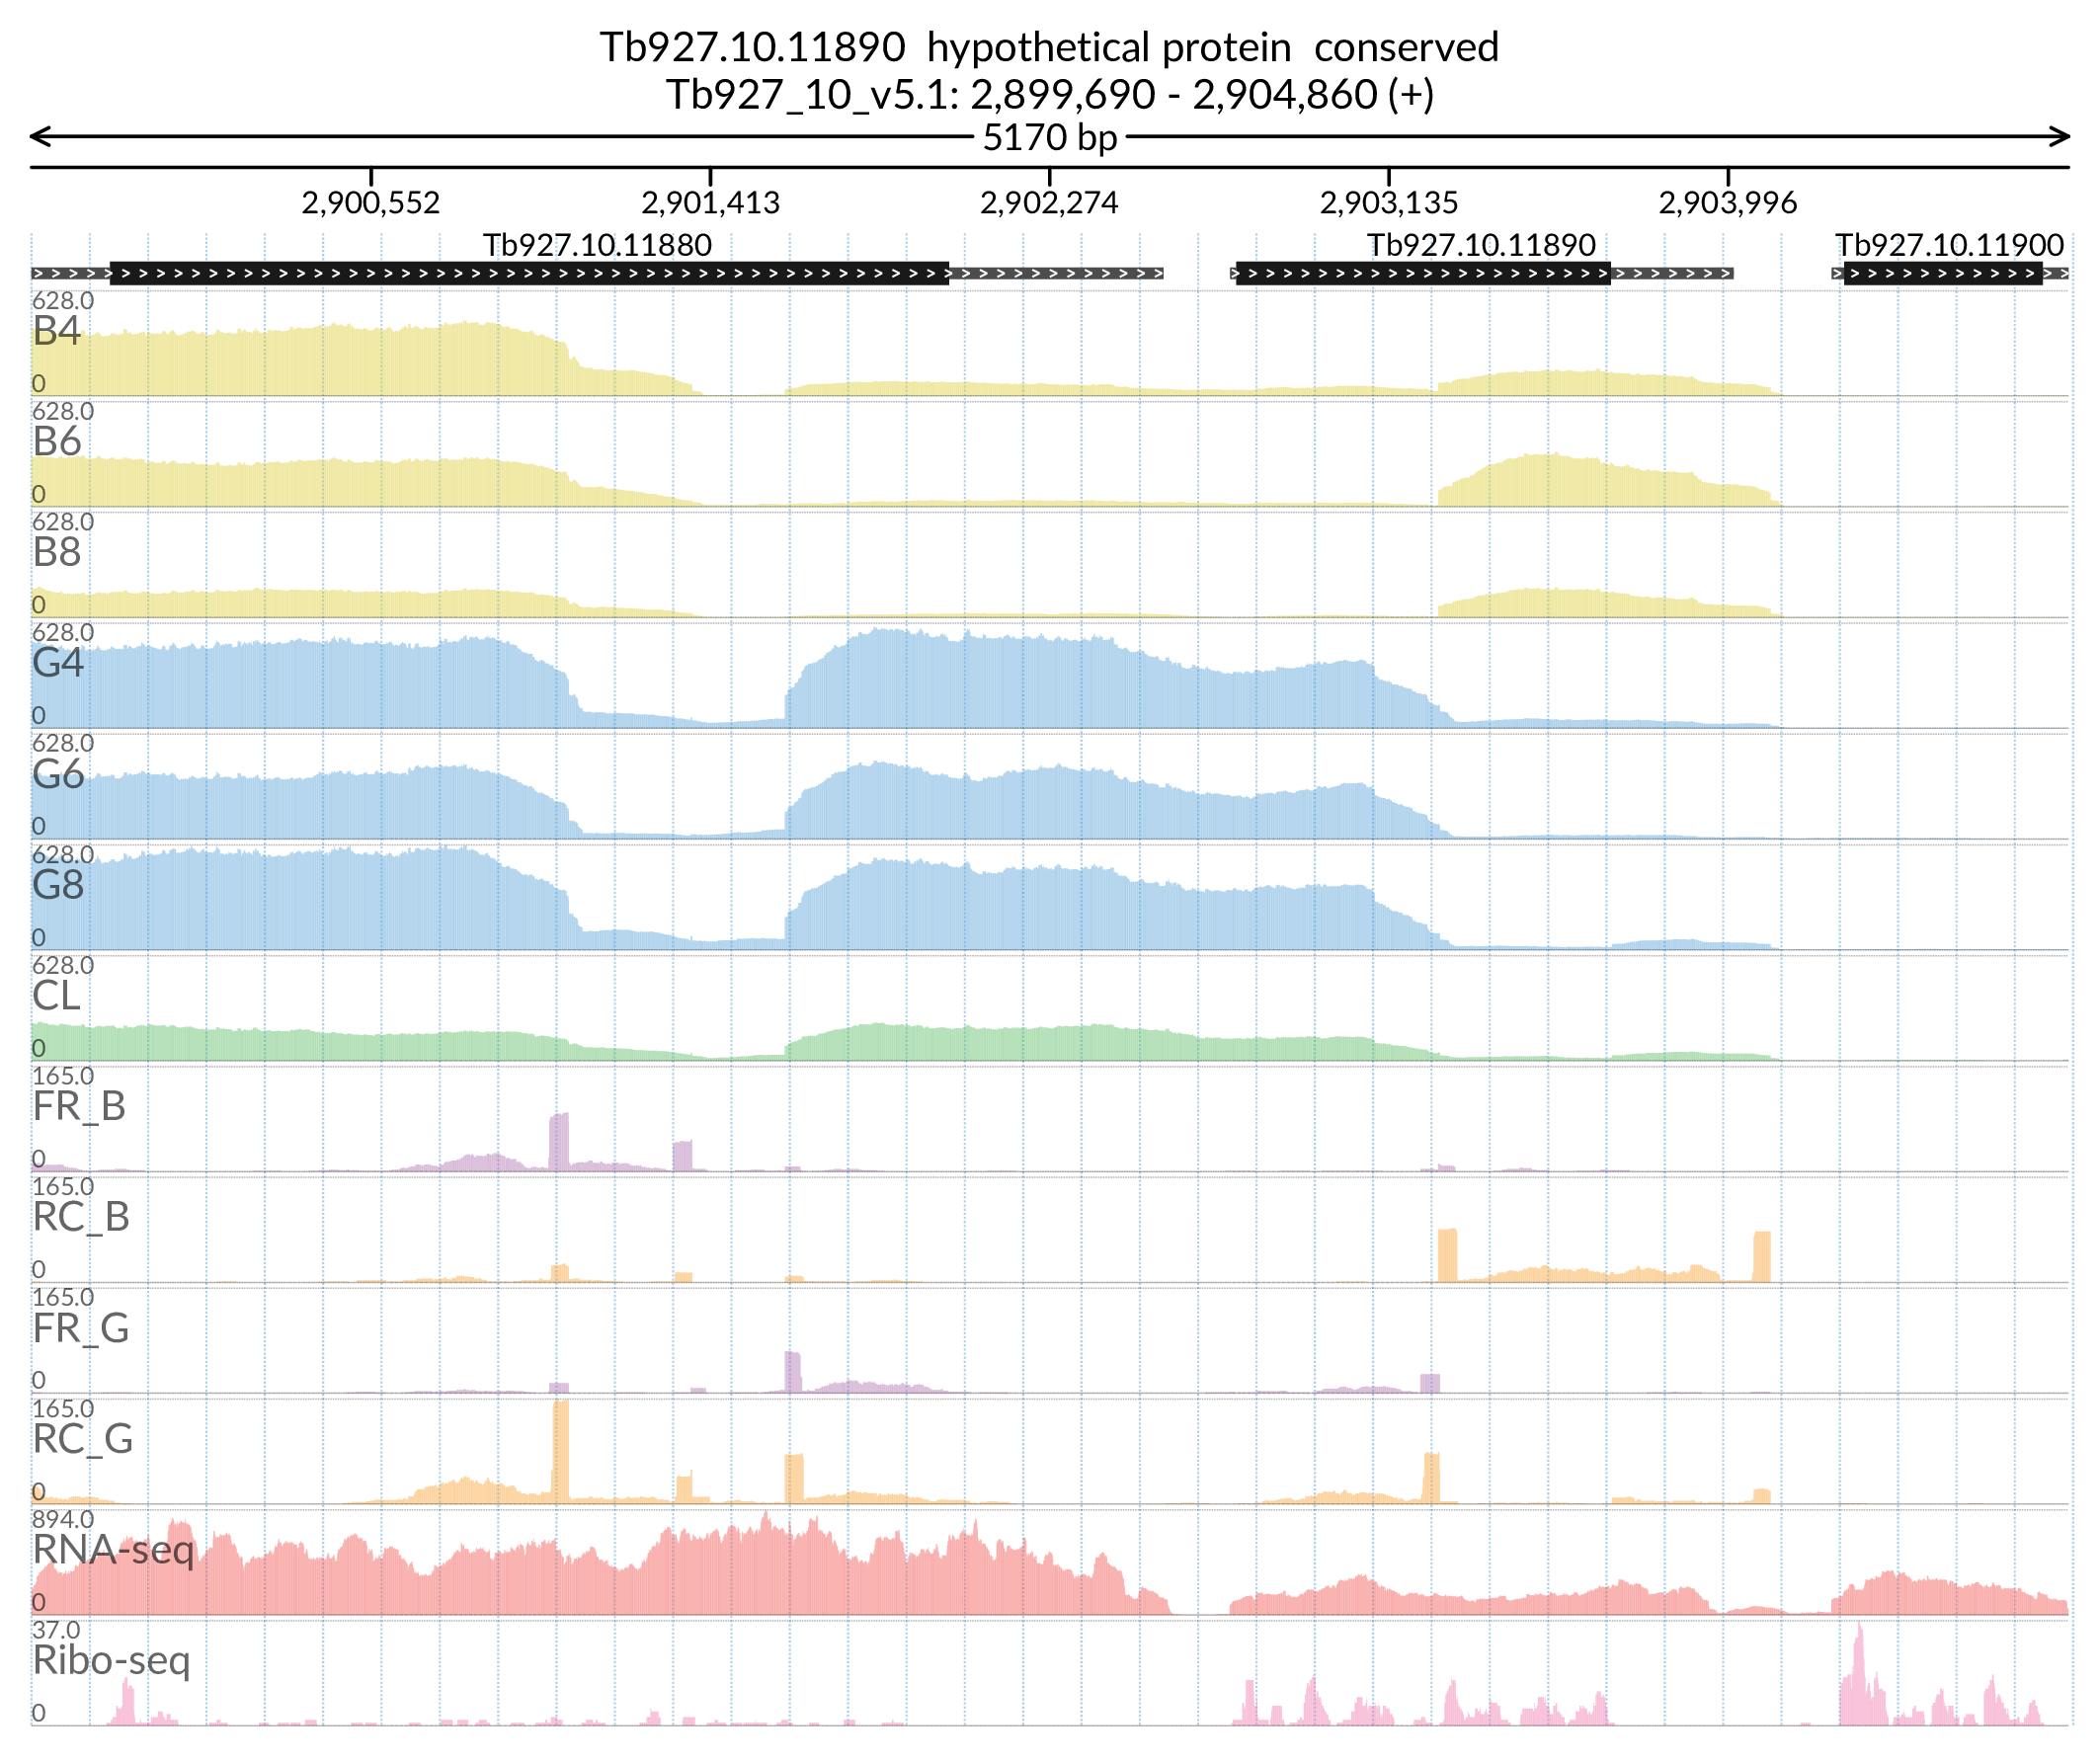 Tb927.10.11890 hypothetical protein conserved
Tb927_10_v5.1: 2,899,690 - 2,904,860 (+)
5170 bp
2,900,552 2,901,413 2,902,274 2,903,135 2,903,996
Tb927.10.11880 Tb927.10.11890 Tb927.10.11900
628.0
B4
0
628.0
B6
0
628.0
B8
0
628.0
G4
0
628.0
G6
0
628.0
G8
0
628.0
CL
0
165.0
FR_B
0
165.0
RC_B
0
165.0
FR_G
0
165.0
RC_G
0
894.0
RNA-seq
0
37.0
Ribo-seq
0